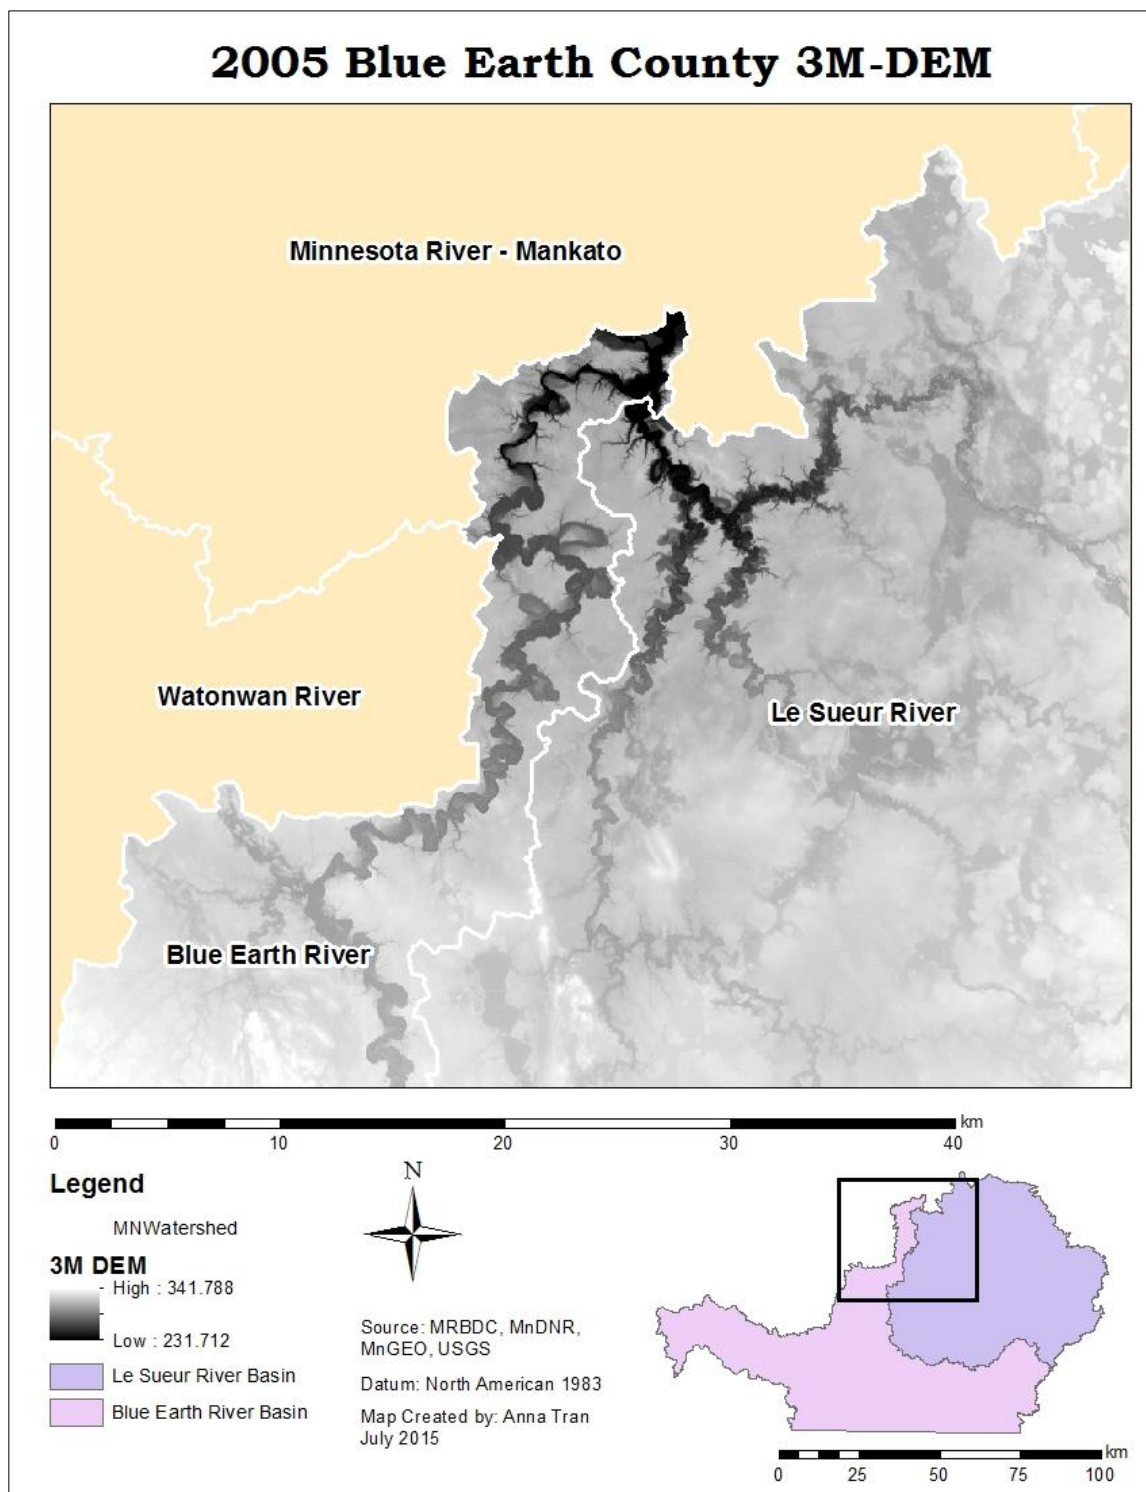 2005 Blue Earth County 3M-DEM
Minnesota River - Mankato
Watonwan River
Le Sueur River
Blue Earth River
km
0 10 20 30 40
Legend
MNWatershed
3M DEM
High : 341.788
Low : 231.712
Le Sueur River Basin
Blue Earth River Basin
N
Source: MRBDC, MnDNR,
MnGEO, USGS
Datum: North American 1983
Map Created by: Anna Tran
July 2015
km
0 25 50 75 100